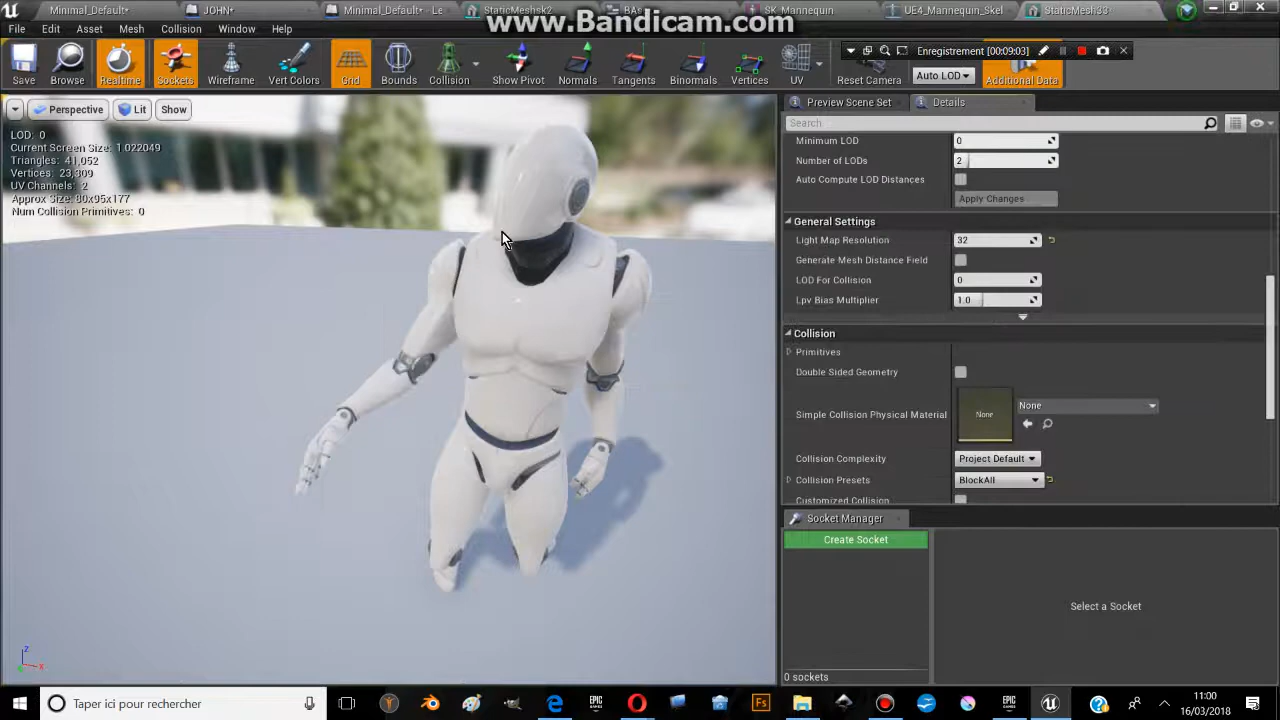 Minimal_Default*
JOHN*
Minimal_Default* - Le
StaticMeshsk2
BAs
SK_Mannequin
UE4_Mannequin_Skel
StaticMesh33
www.Bandicam.com
File Edit Asset Mesh Collision Window Help
Enregistrement [00:09:03]
Save Browse Realtime Sockets Wireframe Vert Colors Grid Bounds Collision Show Pivot Normals Tangents Binormals Vertices UV Reset Camera Auto LOD Additional Data
Perspective Lit Show
Preview Scene Set Details
Search
LOD: 0
Current Screen Size: 1.022049
Triangles: 41,052
Vertices: 23,309
UV Channels: 2
Approx Size: 80x95x177
Num Collision Primitives: 0
Minimum LOD 0
Number of LODs 2
Auto Compute LOD Distances
Apply Changes
General Settings
Light Map Resolution 32
Generate Mesh Distance Field
LOD For Collision 0
Lpv Bias Multiplier 1.0
Collision
Primitives
Double Sided Geometry
Simple Collision Physical Material None None
Collision Complexity Project Default
Collision Presets BlockAll
Customized Collision
Socket Manager
Create Socket
Select a Socket
0 sockets
z
x
Taper ici pour rechercher
EPIC GAMES
Fs
EPIC GAMES
11:00
16/03/2018